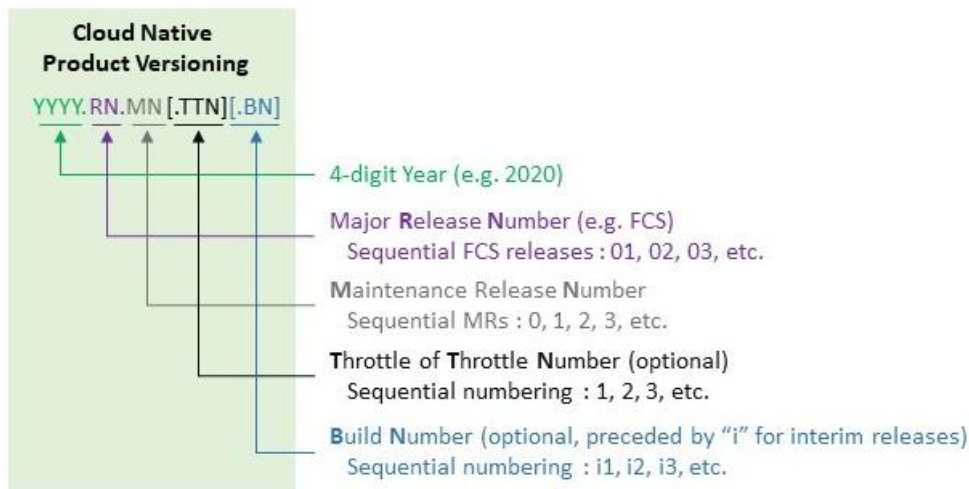 Cloud Native
Product Versioning
YYYY.RN.MN[.TTN][.BN]
4-digit Year (e.g. 2020)
Major Release Number (e.g. FCS)
Sequential FCS releases : 01, 02, 03, etc.
Maintenance Release Number
Sequential MRs : 0, 1, 2, 3, etc.
Throttle of Throttle Number (optional)
Sequential numbering : 1, 2, 3, etc.
Build Number (optional, preceded by “i” for interim releases)
Sequential numbering : i1, i2, i3, etc.